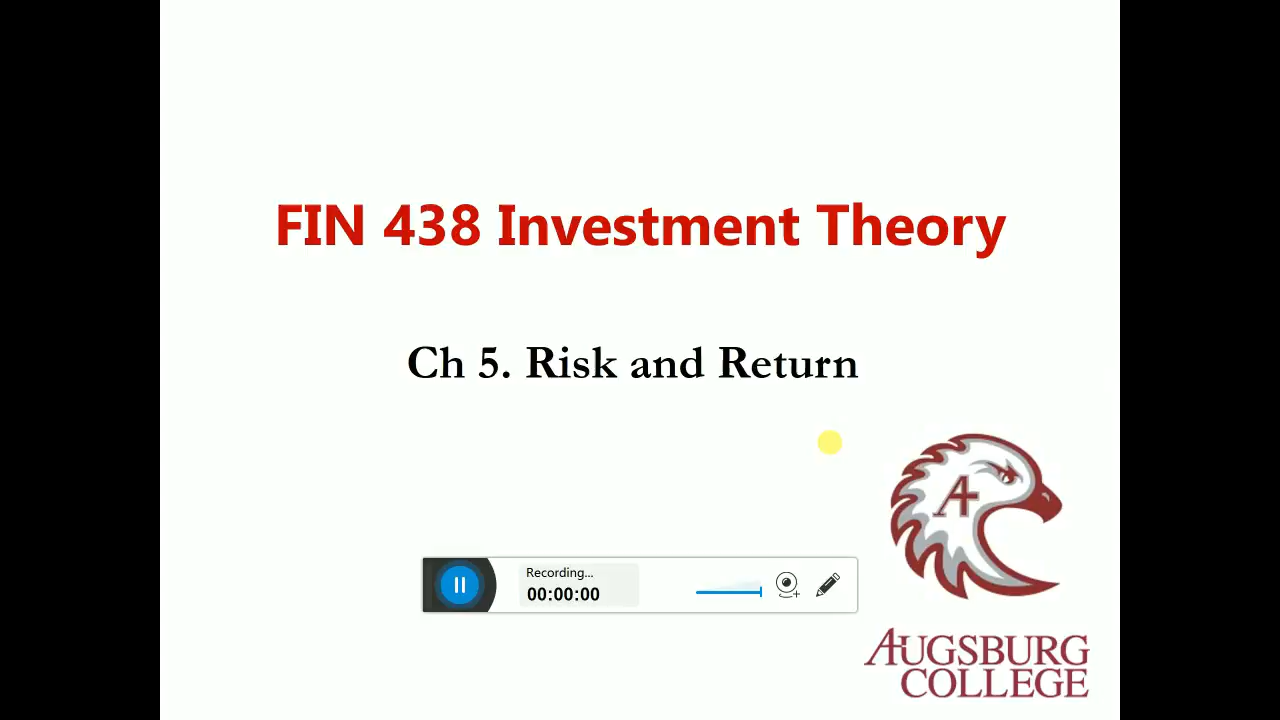 FIN 438 Investment Theory
Ch 5. Risk and Return
A
Recording...
00:00:00
AUGSBURG
COLLEGE